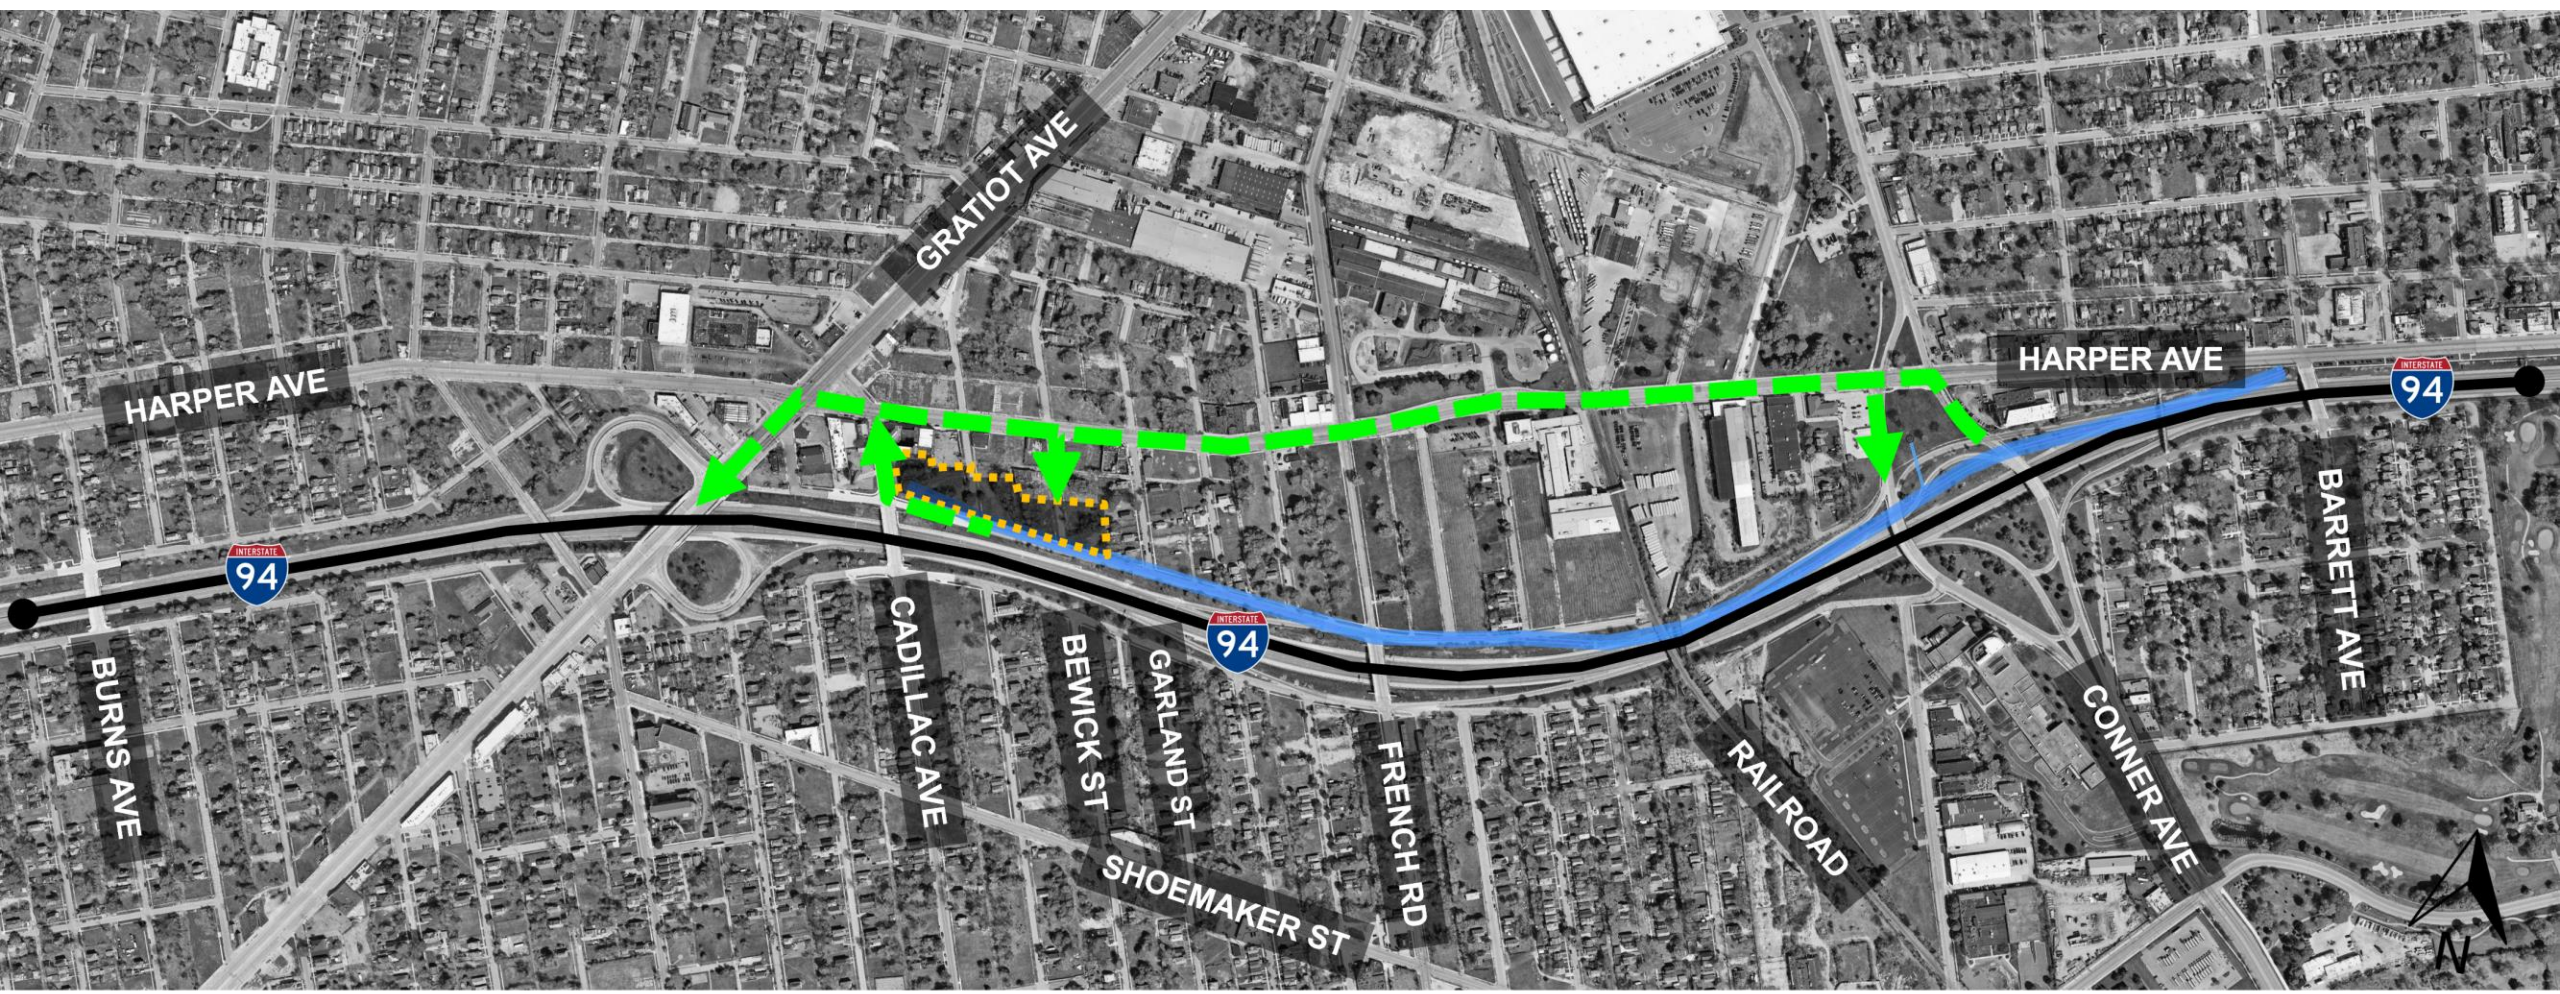 GRATIOT AVE
HARPER AVE
HARPER AVE
INTERSTATE
94
INTERSTATE
94
INTERSTATE
94
BURNS AVE
CADILLAC AVE
BEWICK ST
GARLAND ST
SHOEMAKER ST
FRENCH RD
RAILROAD
CONNER AVE
BARRETT AVE
N